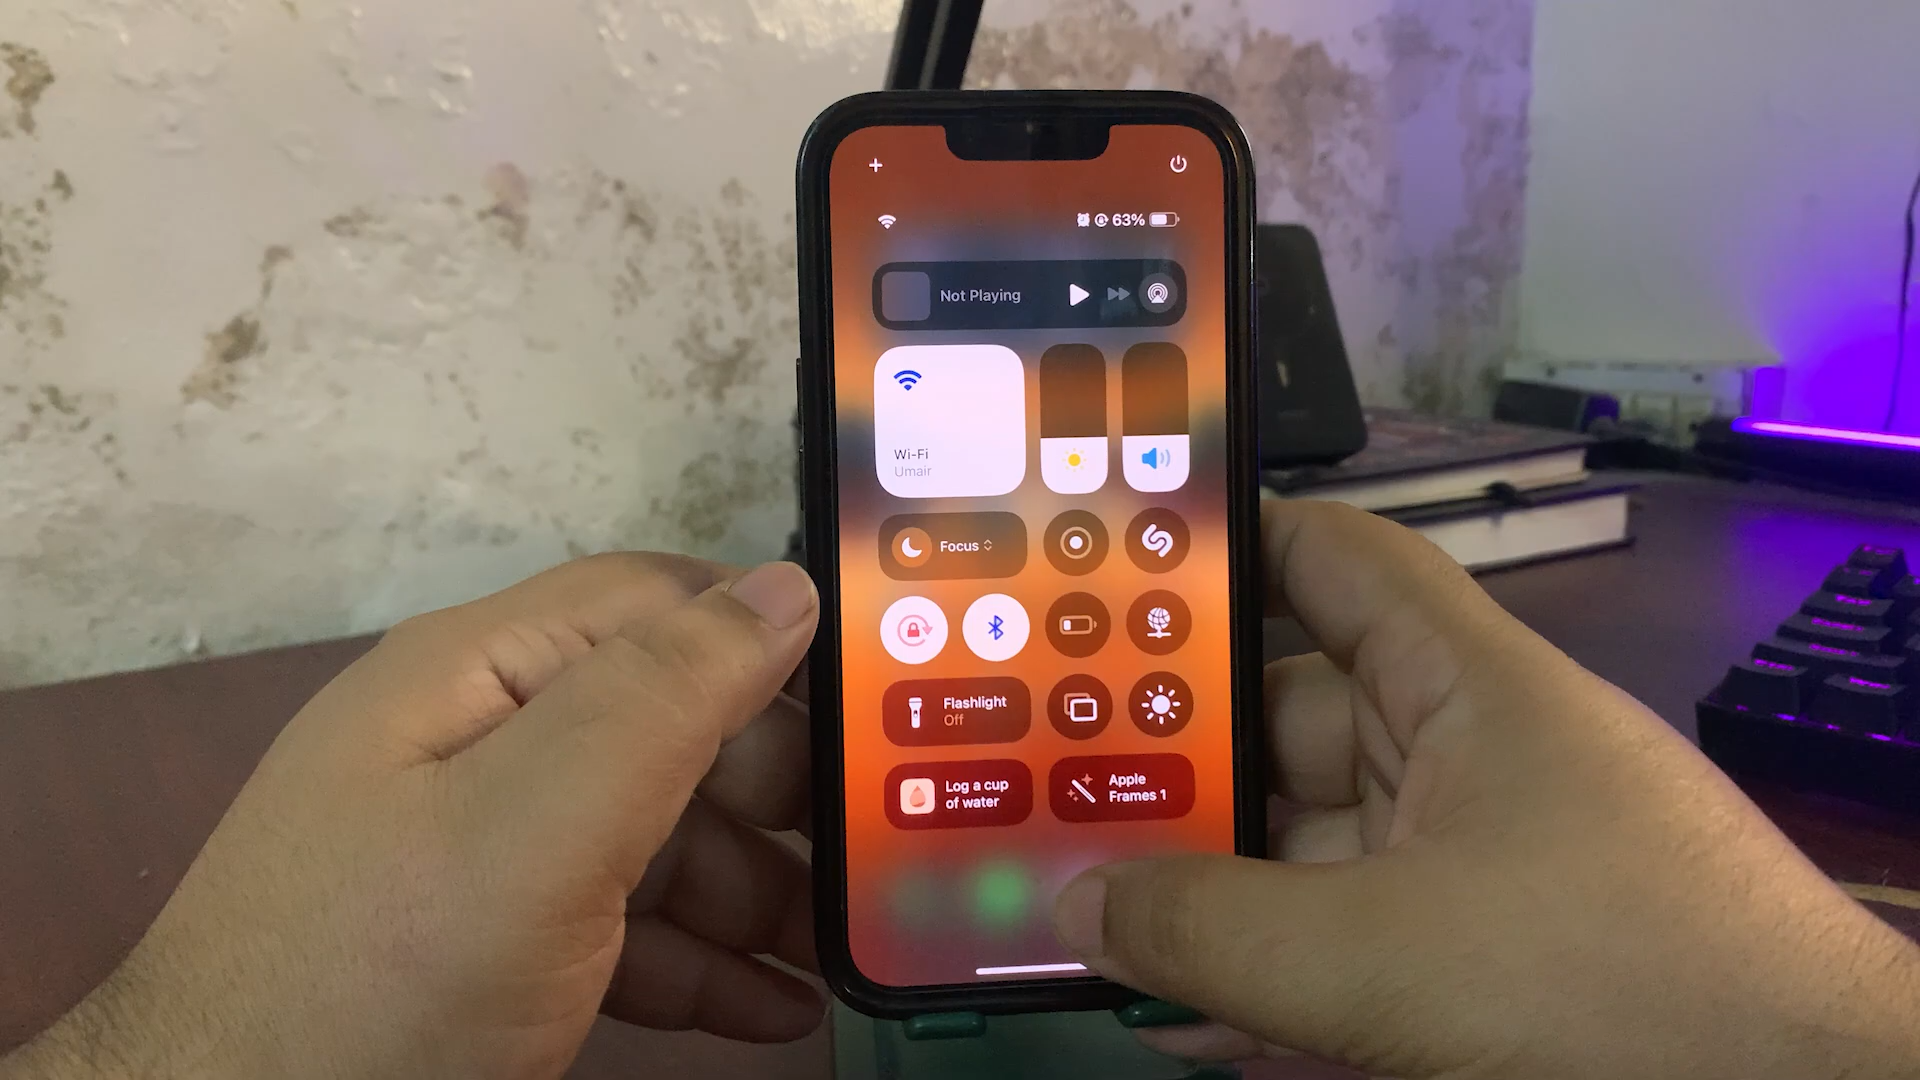 63%
Not Playing
Wi-Fi
Umair
Focus
Flashlight
Off
Log a cup
of water
Apple
Frames 1